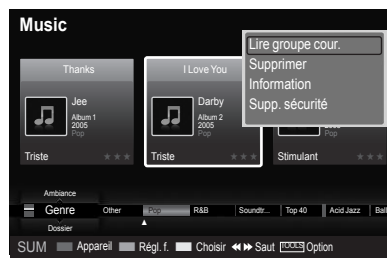 Music
Lire groupe cour.
Supprimer
Information
Supp. sécurité
Thanks
I Love You
Jee
Album 1
2005
Pop
Triste
Darby
Album 2
2005
Pop
Triste
2005
Pop
Stimulant
Ambiance
Genre Other Pop R&B Soundtr... Top 40 Acid Jazz Ball
Dossier
SUM Appareil Régl. f. Choisir Saut TOOLS Option